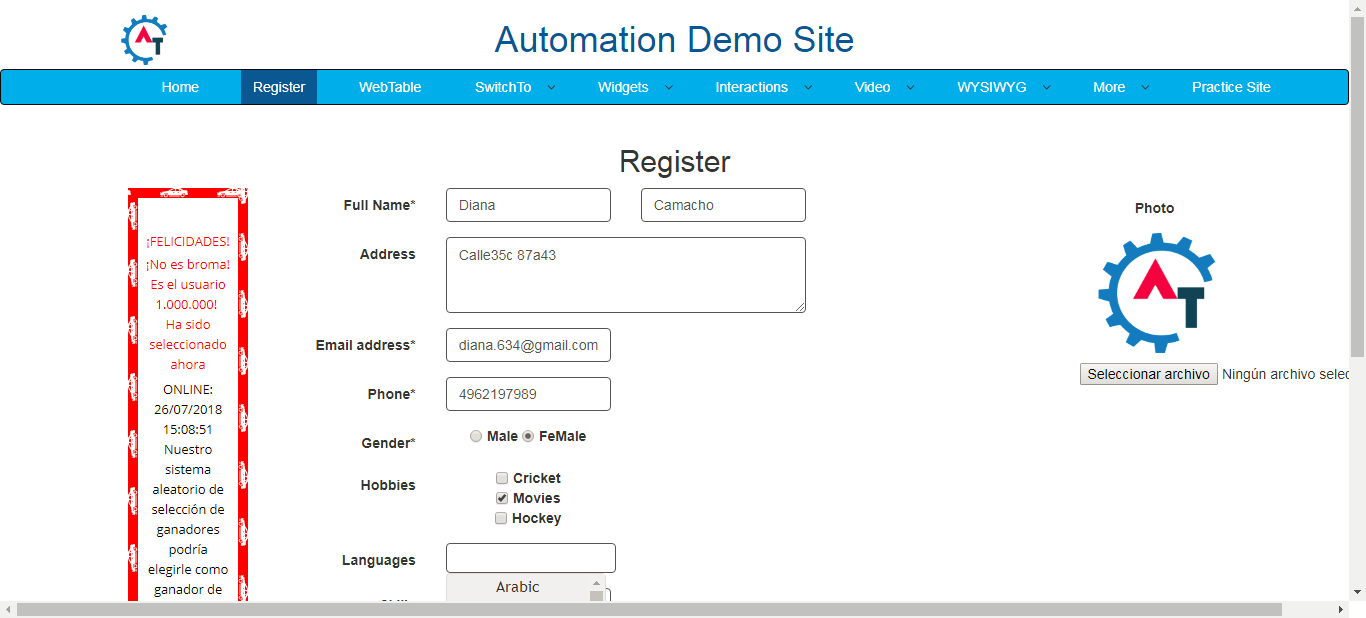 Automation Demo Site
Home Register WebTable SwitchTo Widgets Interactions Video WYSIWYG More Practice Site
Register
¡FELICIDADES!
¡No es broma!
Es el usuario
1.000.000!
Ha sido
seleccionado
ahora
ONLINE:
26/07/2018
15:08:51
Nuestro
sistema
aleatorio de
selección de
ganadores
podría
elegirle como
ganador de
Full Name* Diana Camacho
Address Calle35c 87a43
Email address* diana.634@gmail.com
Phone* 4962197989
Gender* Male FeMale
Hobbies Cricket
Movies
Hockey
Languages
Arabic
Photo
AT
Seleccionar archivo Ningún archivo selec